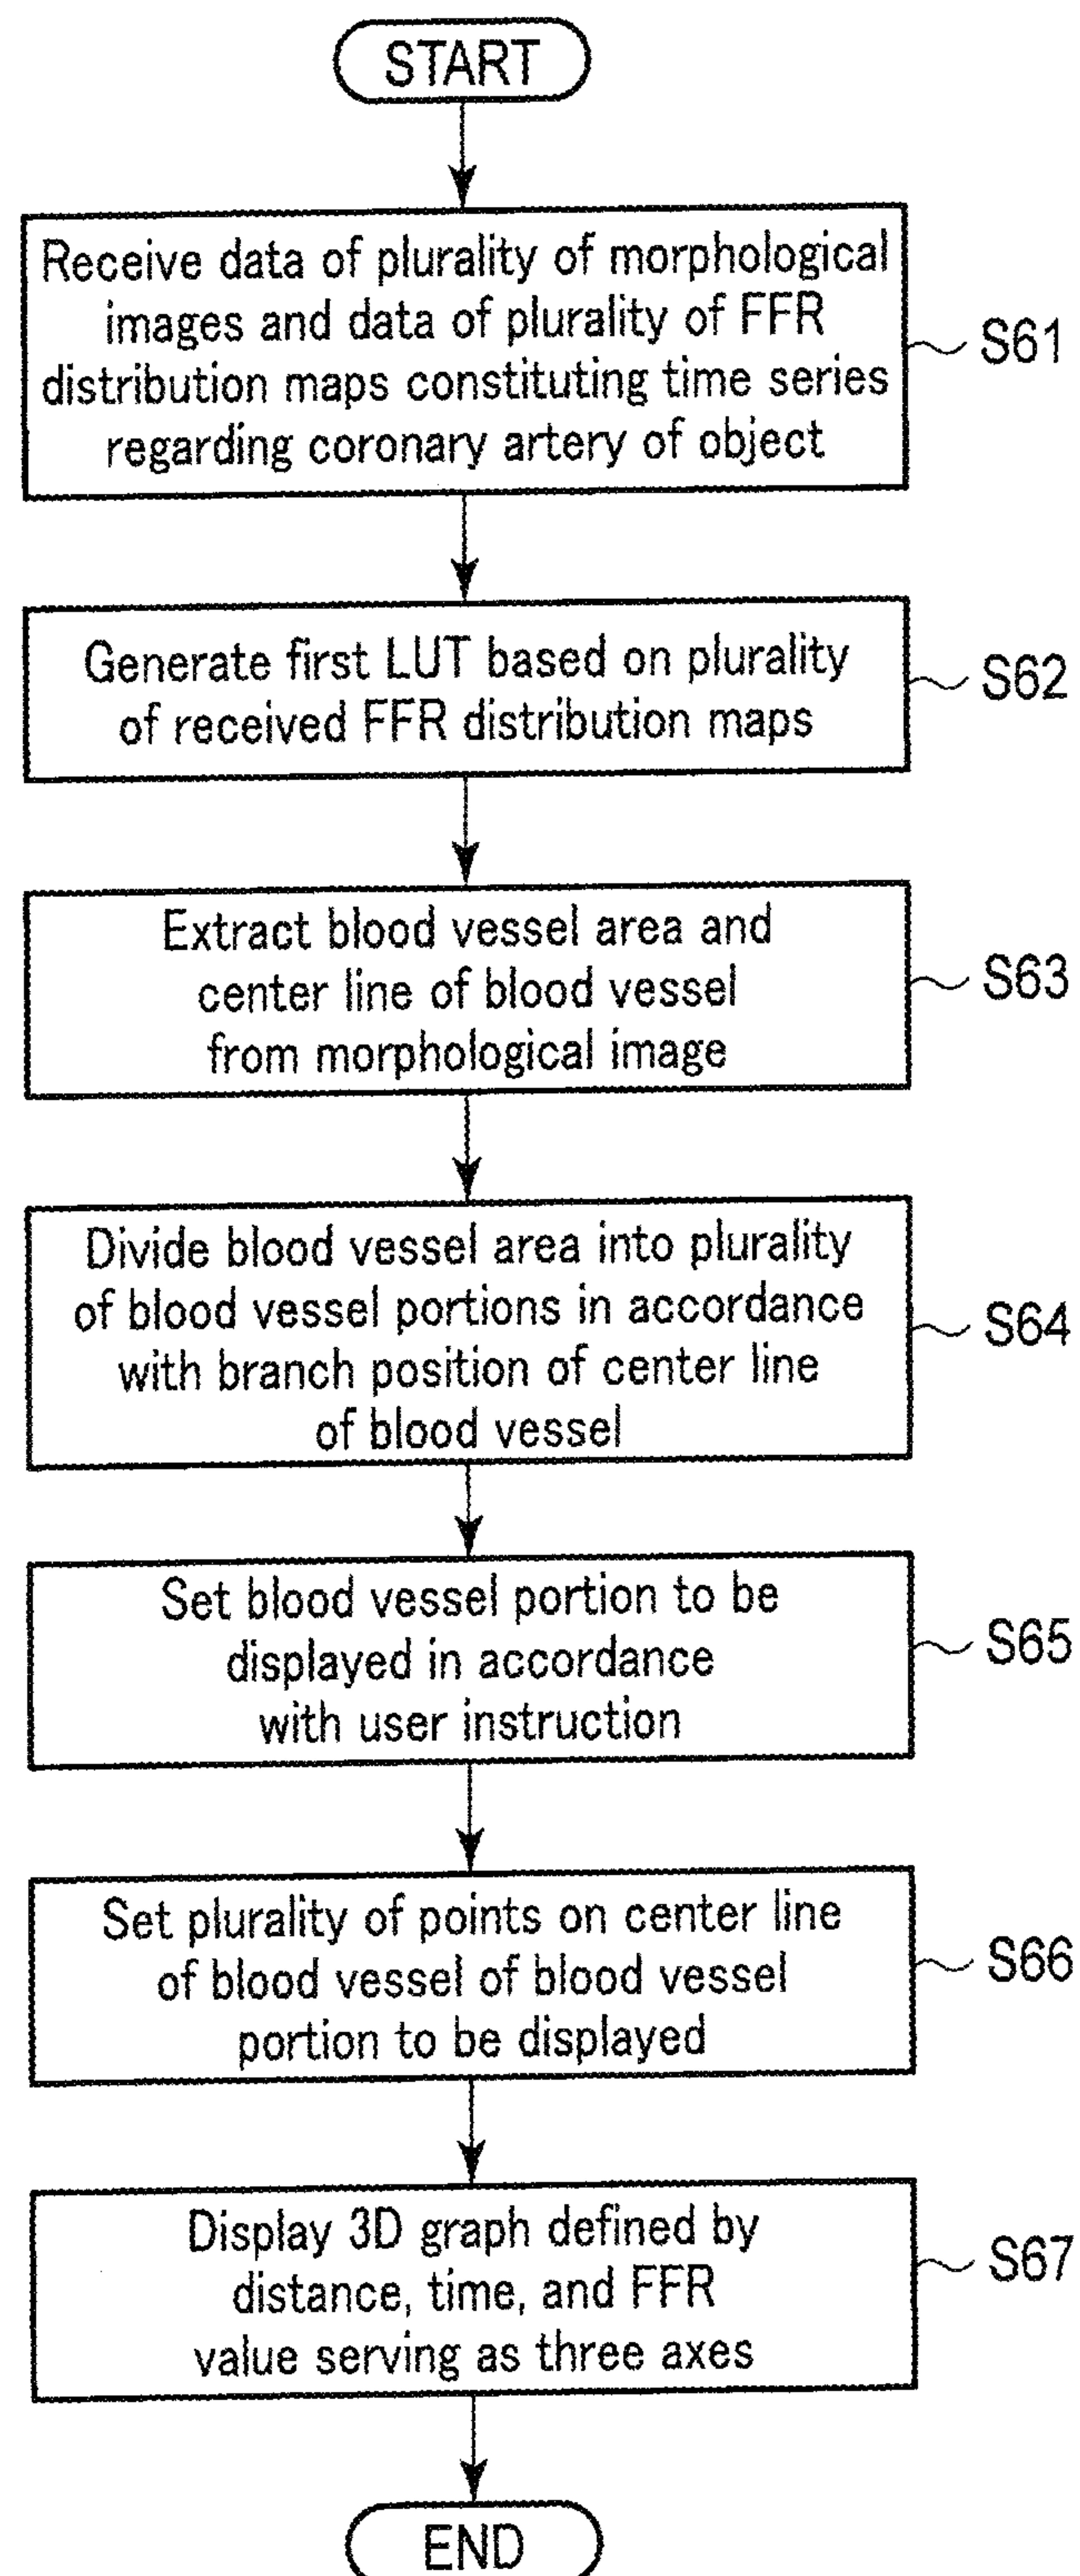 START
Receive data of plurality of morphological
images and data of plurality of FFR
distribution maps constituting time series
regarding coronary artery of object
S61
Generate first LUT based on plurality
of received FFR distribution maps
S62
Extract blood vessel area and
center line of blood vessel
from morphological image
S63
Divide blood vessel area into plurality
of blood vessel portions in accordance
with branch position of center line
of blood vessel
S64
Set blood vessel portion to be
displayed in accordance
with user instruction
S65
Set plurality of points on center line
of blood vessel of blood vessel
portion to be displayed
S66
Display 3D graph defined by
distance, time, and FFR
value serving as three axes
S67
END